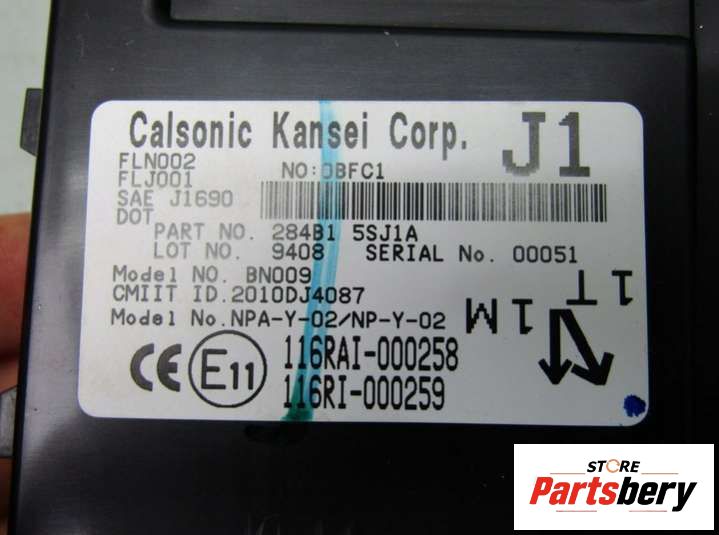 Calsonic Kansei Corp. J1
FLN002
FLJ001 NO:DBFC1
SAE J1690
DOT
PART NO. 284B1 5SJ1A
LOT NO. 9408 SERIAL No. 00051
Model NO. BN009
CMIIT ID.2010DJ4087
Model No.NPA-Y-02/NP-Y-02
1M
1T
CE E11 116RAI-000258
116RI-000259
STORE
Partsbery